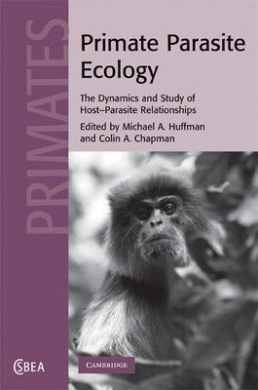 PRIMATES
Primate Parasite
Ecology
The Dynamics and Study of
Host–Parasite Relationships
Edited by Michael A. Huffman
and Colin A. Chapman
CSBEA
CAMBRIDGE